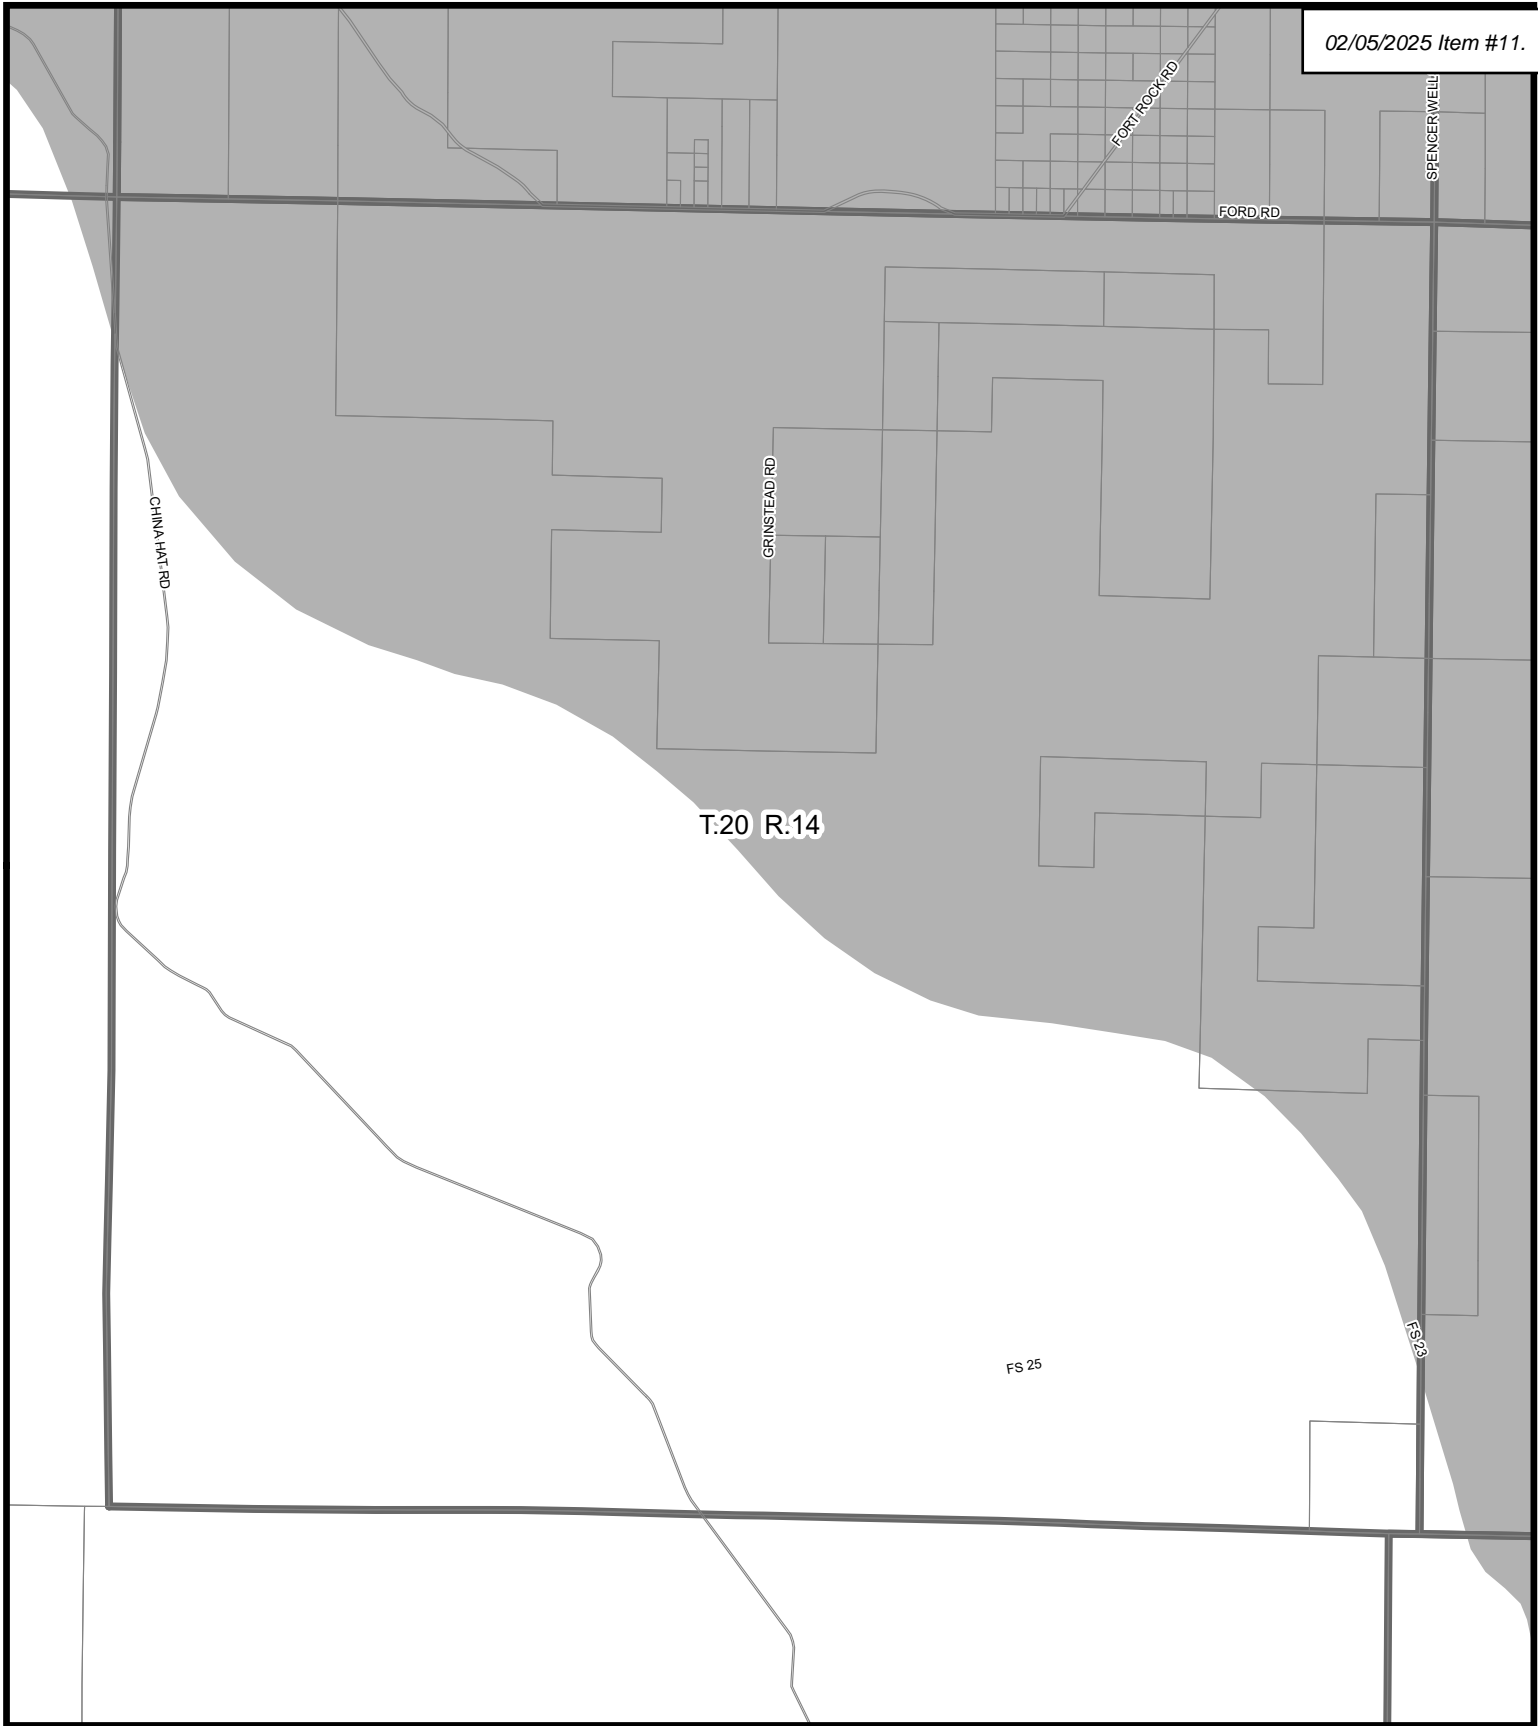 02/05/2025 Item #11.
FORT ROCK RD
SPENCER WELL
FORD RD
GRINSTEAD RD
CHINA HAT RD
T.20 R.14
FS 23
FS 25